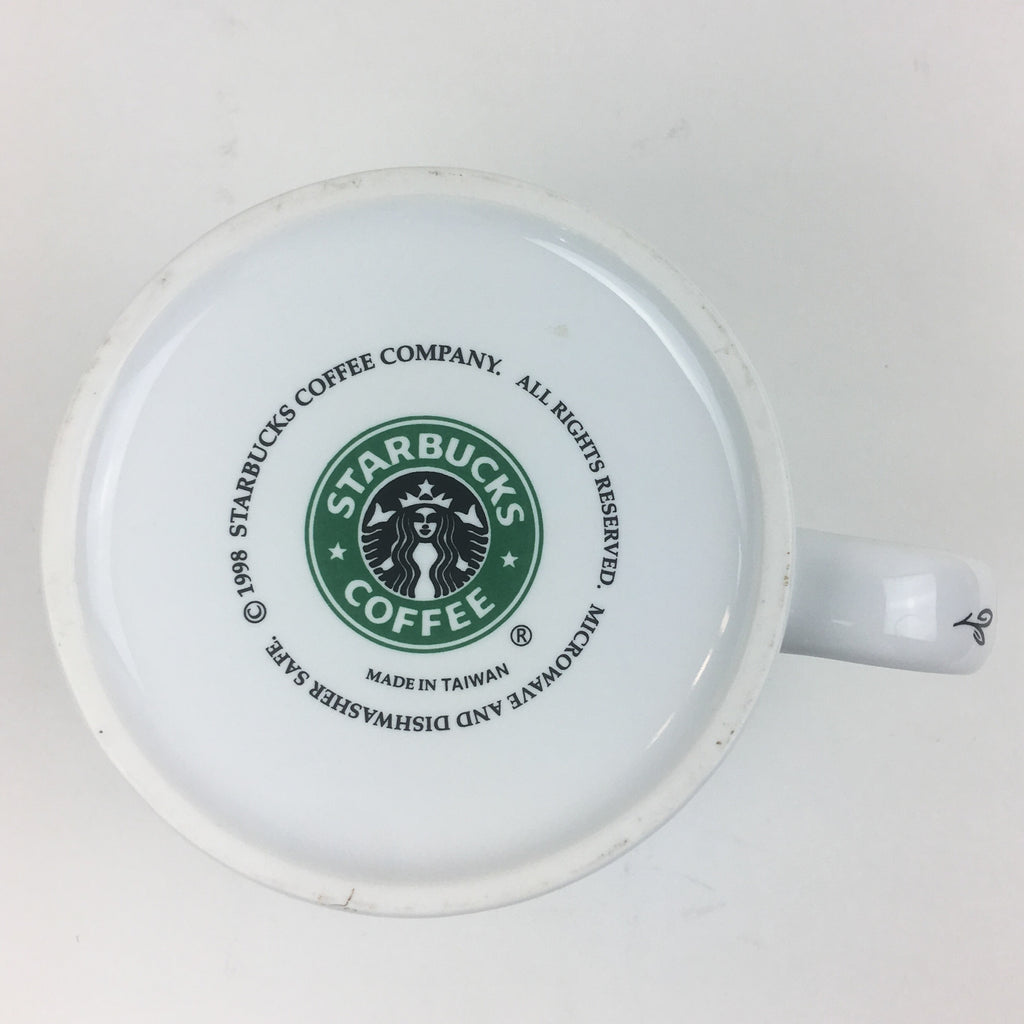 © 1998 STARBUCKS COFFEE COMPANY. ALL RIGHTS RESERVED. MICROWAVE AND DISHWASHER SAFE.
STARBUCKS
COFFEE
®
MADE IN TAIWAN